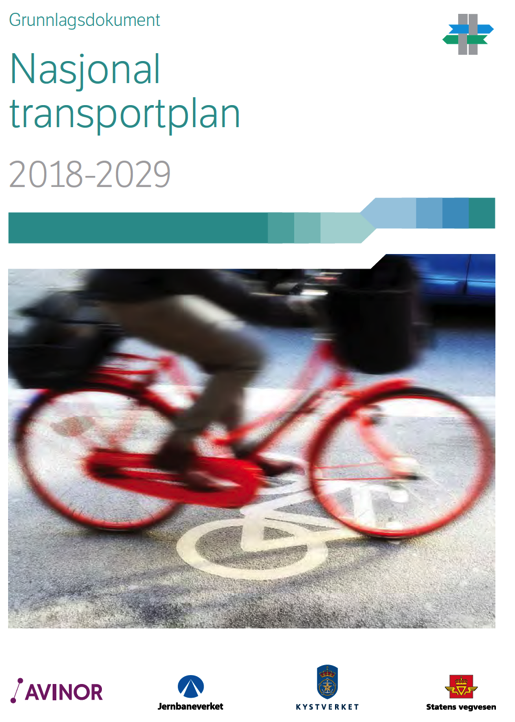 Grunnlagsdokument
Nasjonal
transportplan
2018-2029
AVINOR
Jernbaneverket
KYSTVERKET
Statens vegvesen